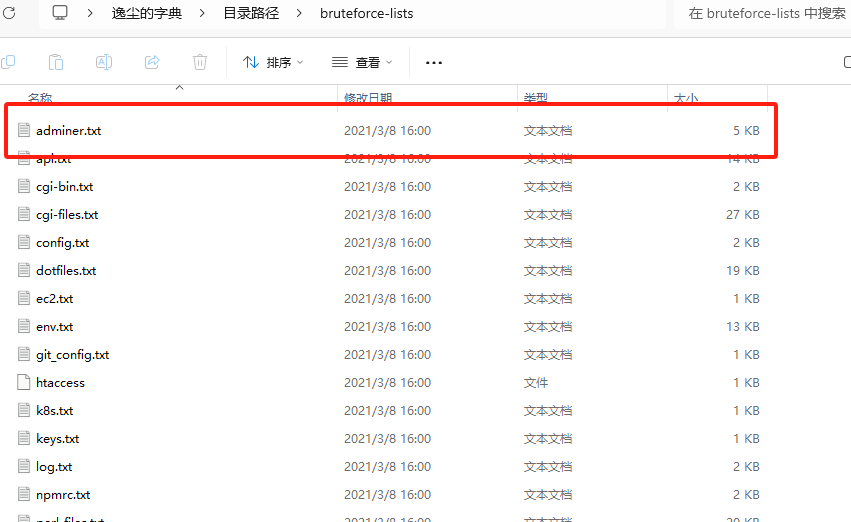 逸尘的字典 > 目录路径 > bruteforce-lists 在 bruteforce-lists 中搜索
排序 查看 ...
名称 修改日期 类型 大小
adminer.txt 2021/3/8 16:00 文本文档 5 KB
api.txt 2021/3/8 16:00 文本文档 14 KB
cgi-bin.txt 2021/3/8 16:00 文本文档 2 KB
cgi-files.txt 2021/3/8 16:00 文本文档 27 KB
config.txt 2021/3/8 16:00 文本文档 2 KB
dotfiles.txt 2021/3/8 16:00 文本文档 19 KB
ec2.txt 2021/3/8 16:00 文本文档 1 KB
env.txt 2021/3/8 16:00 文本文档 13 KB
git_config.txt 2021/3/8 16:00 文本文档 1 KB
htaccess 2021/3/8 16:00 文件 1 KB
k8s.txt 2021/3/8 16:00 文本文档 1 KB
keys.txt 2021/3/8 16:00 文本文档 1 KB
log.txt 2021/3/8 16:00 文本文档 2 KB
npmrc.txt 2021/3/8 16:00 文本文档 2 KB
perl-files.txt 2021/3/8 16:00 文本文档